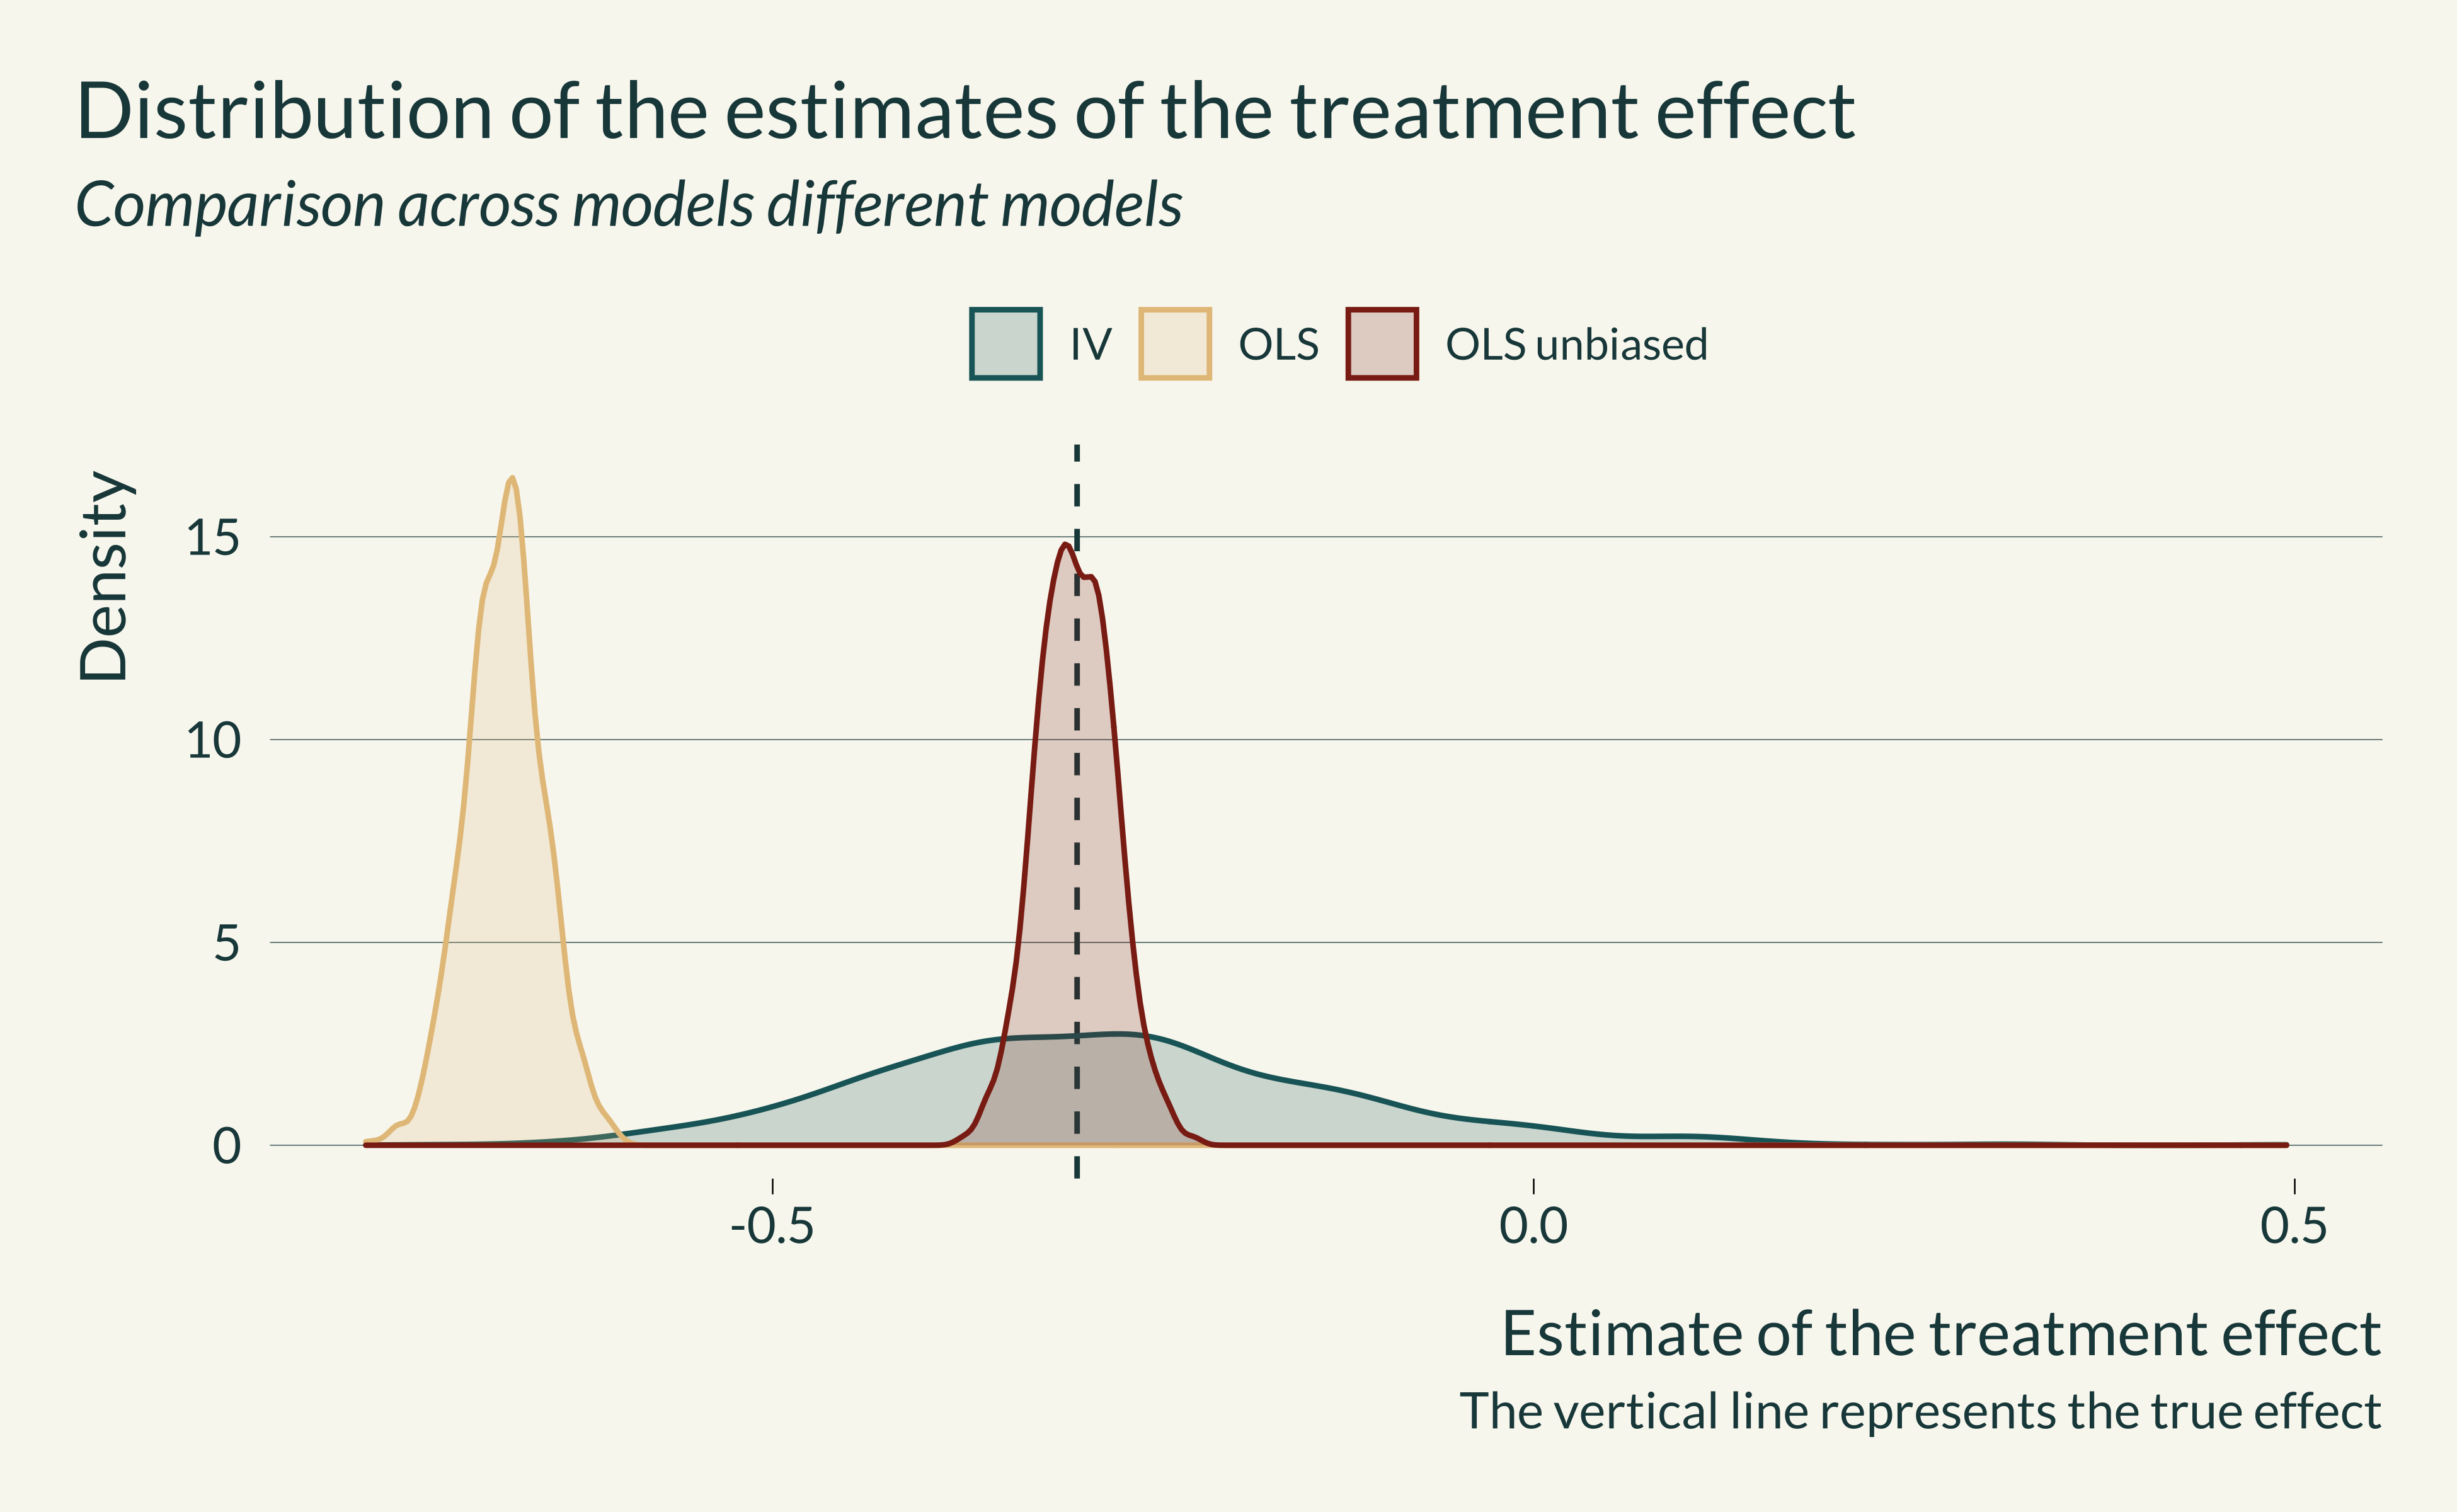 Distribution of the estimates of the treatment effect
Comparison across models different models
IV OLS OLS unbiased
Density
15
10
5
0
-0.5 0.0 0.5
Estimate of the treatment effect
The vertical line represents the true effect